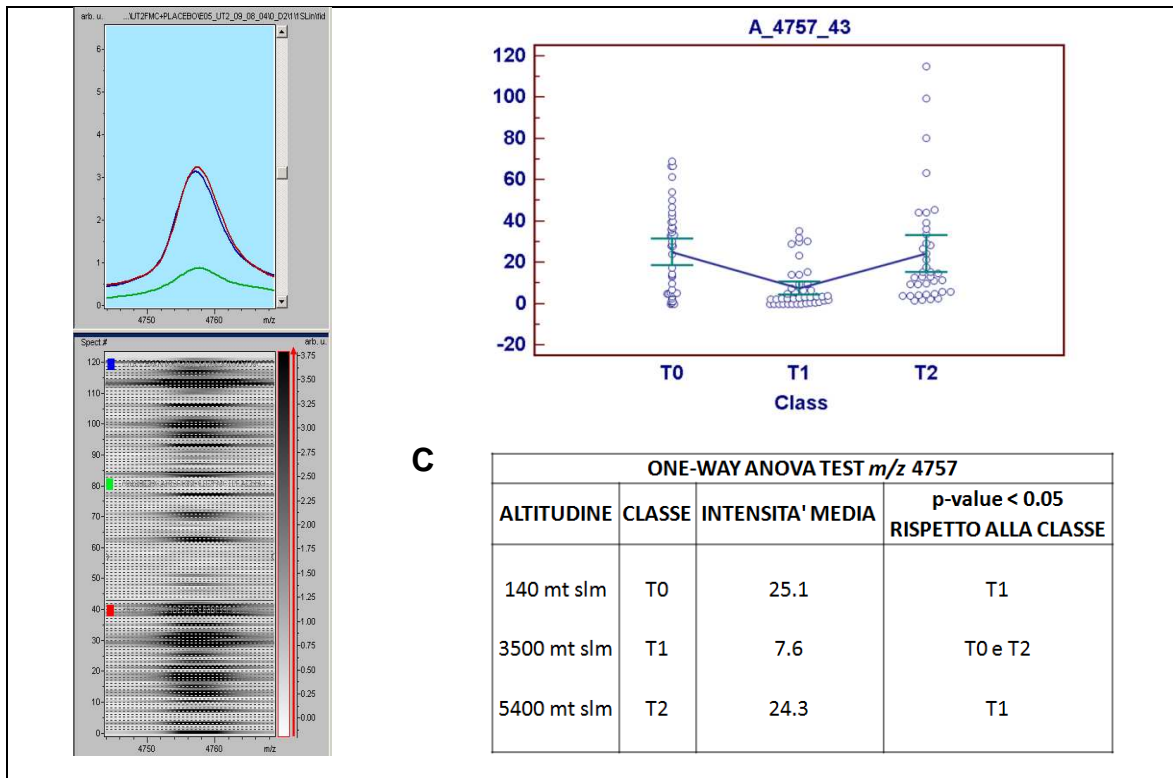 arb. u.
...\UT2FMC+PLACEBO\E05_UT2_09_08_04\0_D2\1\1SLin\fid
6
5
4
3
2
1
0
4750
4760
m/z
Spect.#
arb. u.
120
110
100
90
80
70
60
50
40
30
20
10
0
3.75
3.50
3.25
3.00
2.75
2.50
2.25
2.00
1.75
1.50
1.25
1.00
0.75
0.50
0.25
0.00
4750
4760
m/z
A_4757_43
120
100
80
60
40
20
0
-20
T0
T1
T2
Class
C
ONE-WAY ANOVA TEST m/z 4757
ALTITUDINE CLASSE INTENSITA' MEDIA p-value < 0.05
RISPETTO ALLA CLASSE
140 mt slm T0 25.1 T1
3500 mt slm T1 7.6 T0 e T2
5400 mt slm T2 24.3 T1